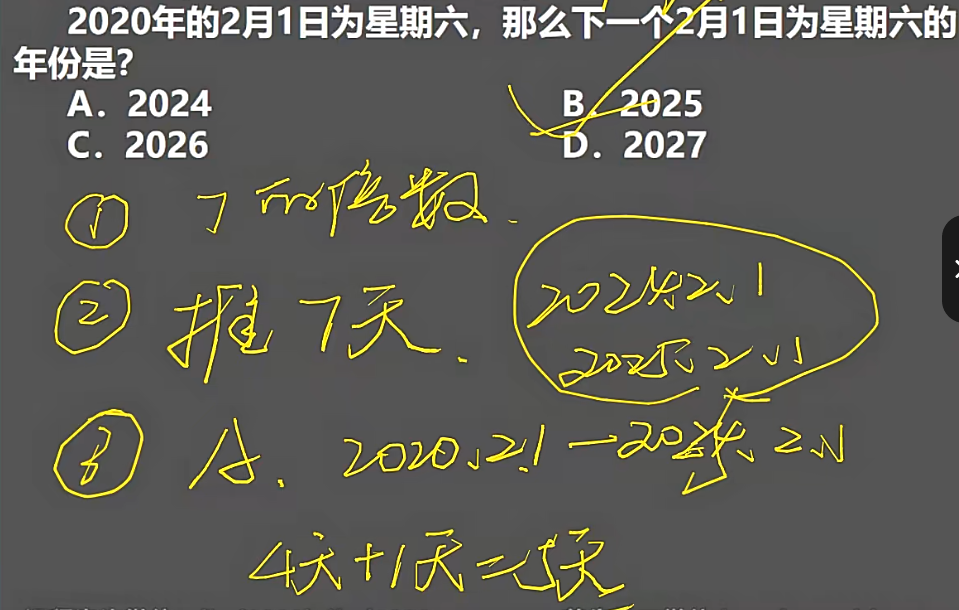 2020年的2月1日为星期六，那么下一个2月1日为星期六的
年份是？
A．2024 B．2025
C．2026 D．2027
① 7的倍数.
② 推7天. 2024.2.1
2025.2.1
③ A. 2020.2.1—2024.2.1
4天+1天=5天